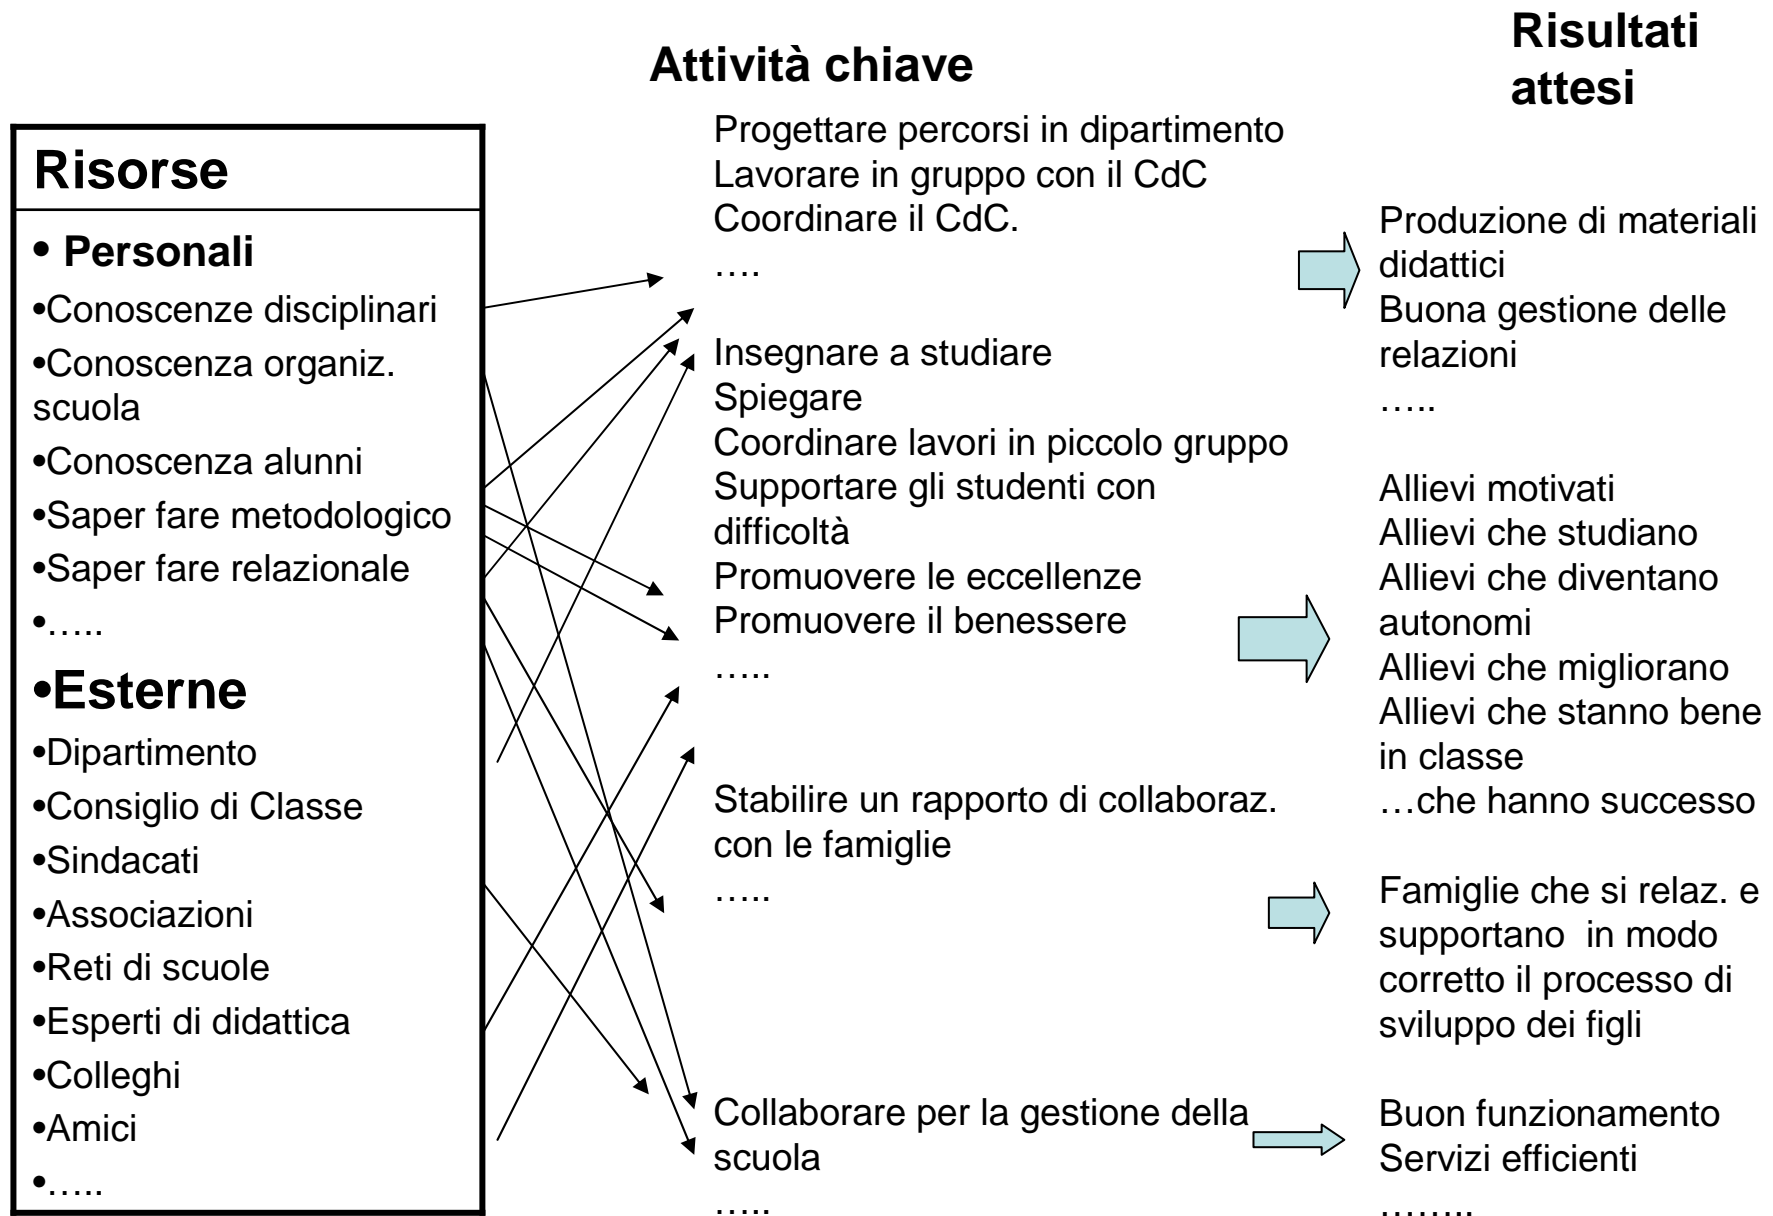 Risorse
• Personali
•Conoscenze disciplinari
•Conoscenza organiz.
scuola
•Conoscenza alunni
•Saper fare metodologico
•Saper fare relazionale
•…..
•Esterne
•Dipartimento
•Consiglio di Classe
•Sindacati
•Associazioni
•Reti di scuole
•Esperti di didattica
•Colleghi
•Amici
•…..
Attività chiave
Progettare percorsi in dipartimento
Lavorare in gruppo con il CdC
Coordinare il CdC.
….
Insegnare a studiare
Spiegare
Coordinare lavori in piccolo gruppo
Supportare gli studenti con
difficoltà
Promuovere le eccellenze
Promuovere il benessere
…..
Stabilire un rapporto di collaboraz.
con le famiglie
…..
Collaborare per la gestione della
scuola
…..
Risultati
attesi
Produzione di materiali
didattici
Buona gestione delle
relazioni
…..
Allievi motivati
Allievi che studiano
Allievi che diventano
autonomi
Allievi che migliorano
Allievi che stanno bene
in classe
…che hanno successo
Famiglie che si relaz. e
supportano in modo
corretto il processo di
sviluppo dei figli
Buon funzionamento
Servizi efficienti
……..